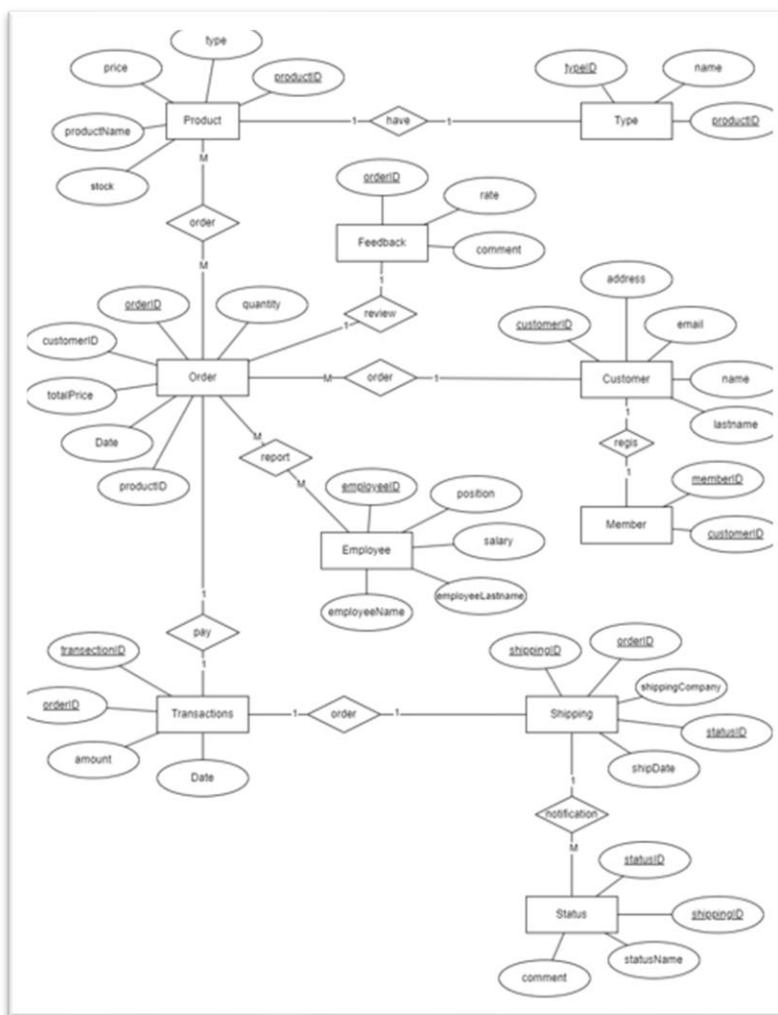 type
price
productID
typeID
name
Product
1
have
1
Type
productName
productID
M
stock
orderID
rate
order
Feedback
comment
M
1
address
orderID
quantity
review
customerID
email
customerID
1
Order
M
order
1
Customer
name
totalPrice
1
lastname
Date
M
regis
report
productID
M
1
memberID
employeeID
position
Member
customerID
Employee
salary
employeeName
employeeLastname
1
pay
orderID
transectionID
1
shippingID
shippingCompany
orderID
Transactions
1
order
1
Shipping
statusID
amount
Date
shipDate
1
notification
M
statusID
Status
shippingID
statusName
comment